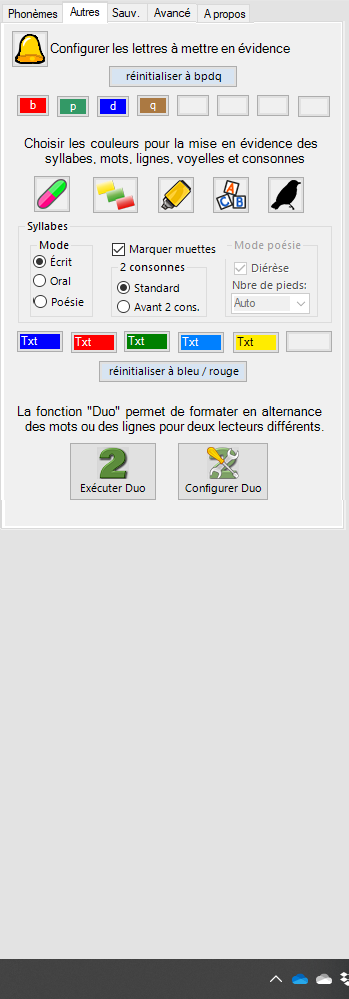 Phonèmes Autres Sauv. Avancé A propos
Configurer les lettres à mettre en évidence
réinitialiser à bpdq
b p d q
Choisir les couleurs pour la mise en évidence des
syllabes, mots, lignes, voyelles et consonnes
A B C
Syllabes
Mode
Écrit
Oral
Poésie
Marquer muettes
2 consonnes
Standard
Avant 2 cons.
Mode poésie
Diérèse
Nbre de pieds:
Auto
Txt Txt Txt Txt Txt
réinitialiser à bleu / rouge
La fonction "Duo" permet de formater en alternance
des mots ou des lignes pour deux lecteurs différents.
2
Exécuter Duo
Configurer Duo